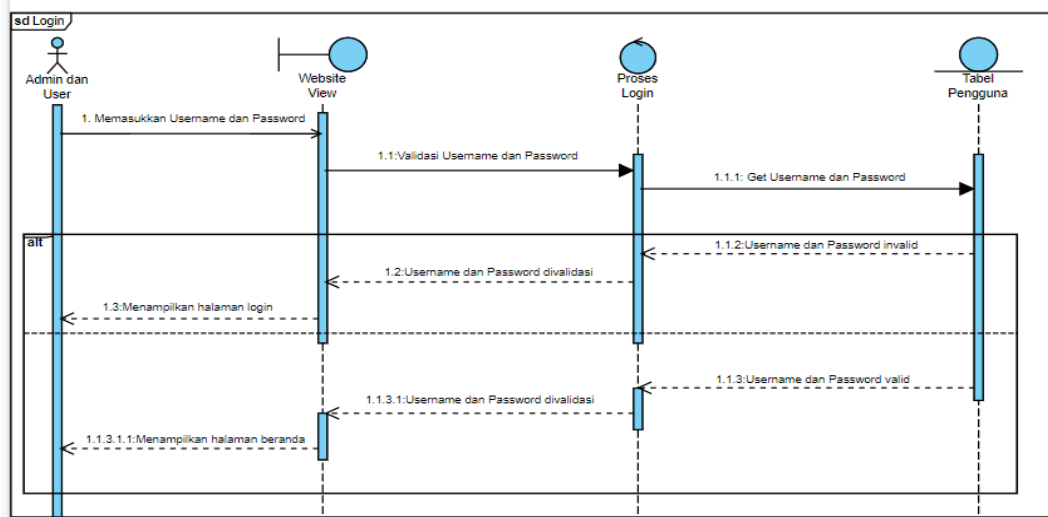 sd Login
Admin dan
User
Website
View
Proses
Login
Tabel
Pengguna
1. Memasukkan Username dan Password
1.1:Validasi Username dan Password
1.1.1: Get Username dan Password
alt
1.1.2:Username dan Password invalid
1.2:Username dan Password divalidasi
1.3:Menampilkan halaman login
1.1.3:Username dan Password valid
1.1.3.1:Username dan Password divalidasi
1.1.3.1.1:Menampilkan halaman beranda